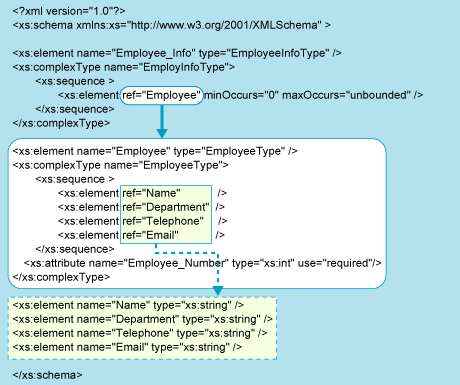 <?xml version="1.0"?>
<xs:schema xmlns:xs="http://www.w3.org/2001/XMLSchema" >
<xs:element name="Employee_Info" type="EmployeeInfoType" />
<xs:complexType name="EmployInfoType">
<xs:sequence >
<xs:element ref="Employee" minOccurs="0" maxOccurs="unbounded" />
</xs:sequence>
</xs:complexType>
<xs:element name="Employee" type="EmployeeType" />
<xs:complexType name="EmployeeType">
<xs:sequence >
<xs:element ref="Name" />
<xs:element ref="Department" />
<xs:element ref="Telephone" />
<xs:element ref="Email" />
</xs:sequence>
<xs:attribute name="Employee_Number" type="xs:int" use="required"/>
</xs:complexType>
<xs:element name="Name" type="xs:string" />
<xs:element name="Department" type="xs:string" />
<xs:element name="Telephone" type="xs:string" />
<xs:element name="Email" type="xs:string" />
</xs:schema>